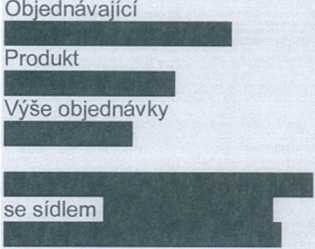 Objednávající
Produkt
Výše objednávky
se sídlem